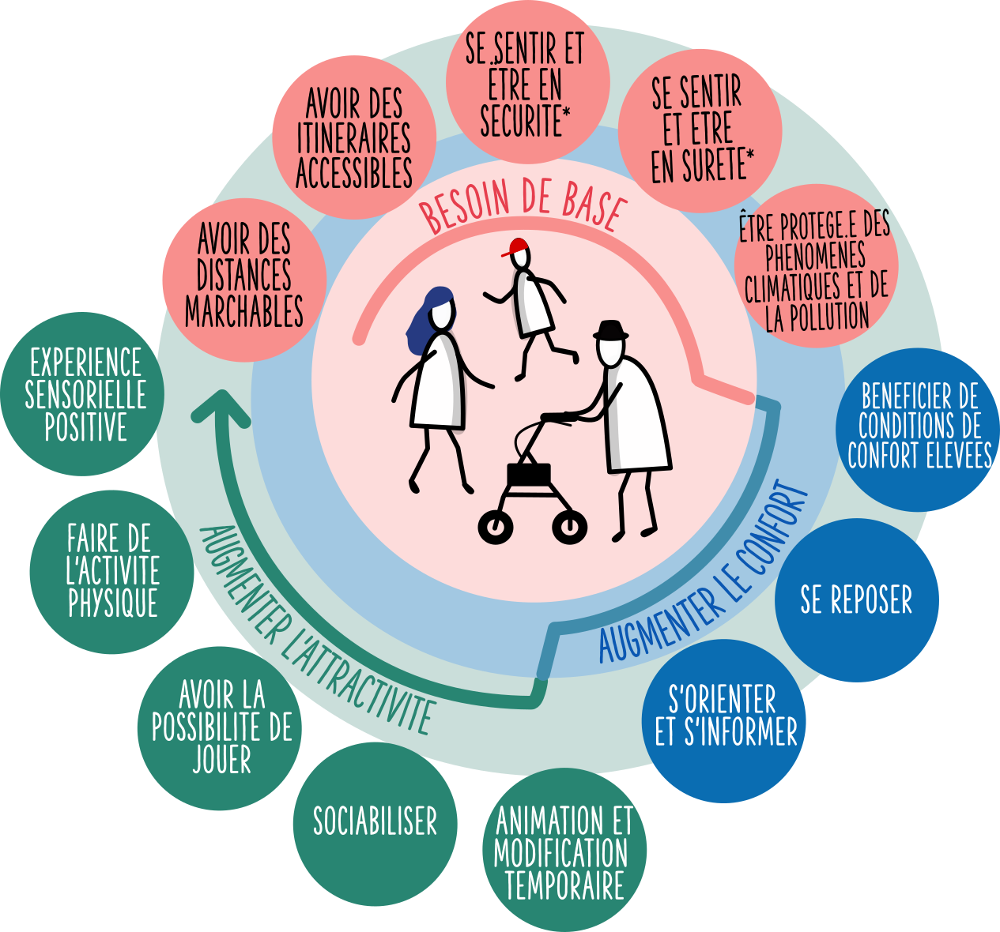 SE SENTIR ET
ÊTRE EN
SECURITE*
SE SENTIR
ET ETRE
EN SURETE*
AVOIR DES
ITINERAIRES
ACCESSIBLES
AVOIR DES
DISTANCES
MARCHABLES
ÊTRE PROTEGE.E DES
PHENOMENES
CLIMATIQUES ET DE
LA POLLUTION
BESOIN DE BASE
BENEFICIER DE
CONDITIONS DE
CONFORT ELEVEES
SE REPOSER
S'ORIENTER
ET S'INFORMER
AUGMENTER LE CONFORT
ANIMATION ET
MODIFICATION
TEMPORAIRE
SOCIABILISER
AVOIR LA
POSSIBILITE DE
JOUER
FAIRE DE
L'ACTIVITE
PHYSIQUE
EXPERIENCE
SENSORIELLE
POSITIVE
AUGMENTER L'ATTRACTIVITE